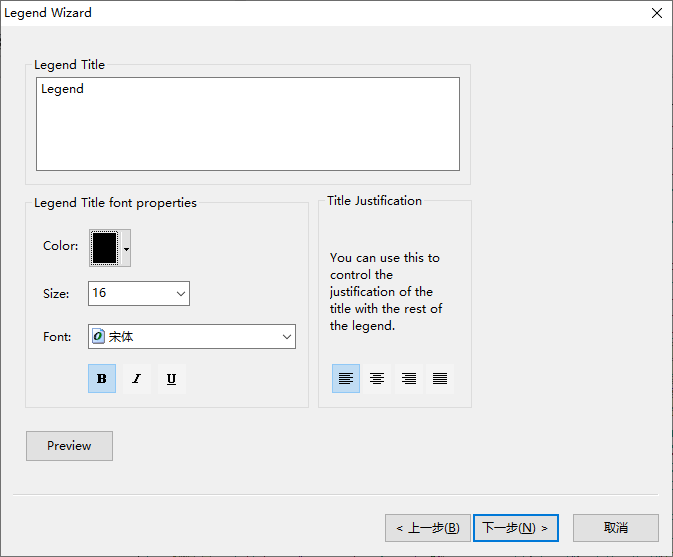 Legend Wizard
Legend Title
Legend
Legend Title font properties
Color:
Size:
16
Font:
宋体
B I U
Title Justification
You can use this to
control the
justification of the
title with the rest of
the legend.
Preview
< 上一步(B)
下一步(N) >
取消